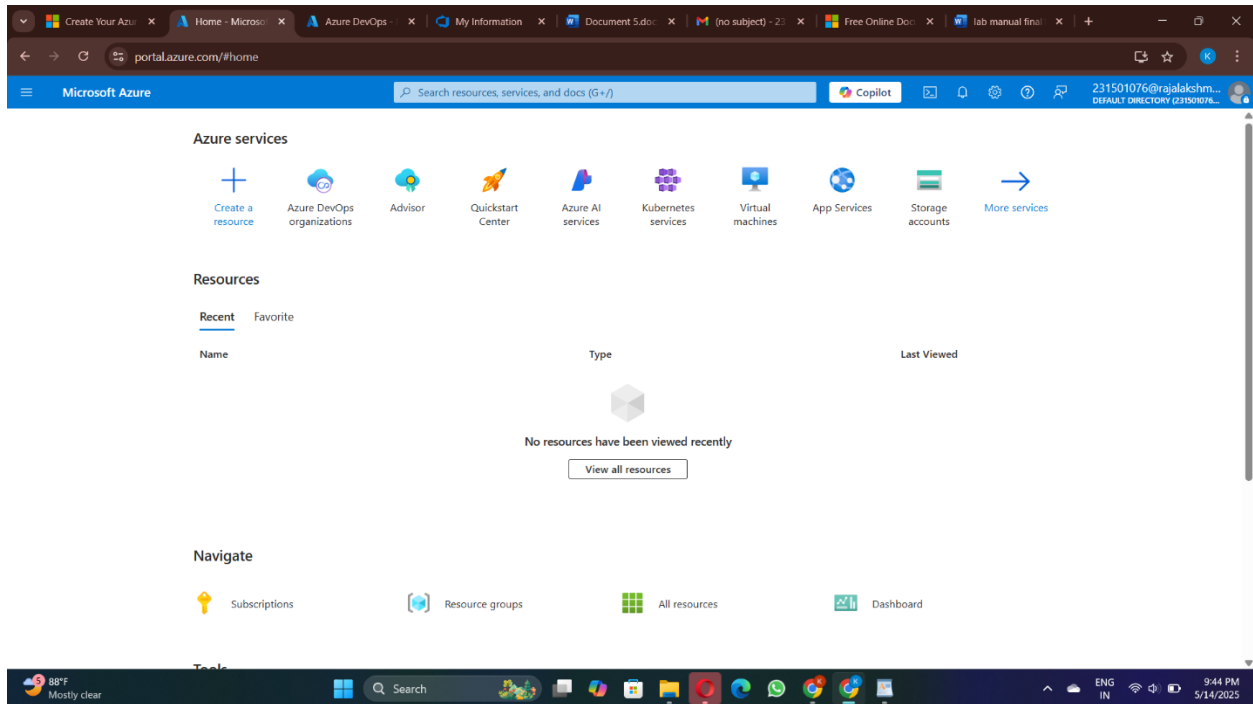 Create Your Azur
Home - Microsof
Azure DevOps -
My Information
Document 5.doc
(no subject) - 23
Free Online Doc
lab manual final
portal.azure.com/#home
K
Microsoft Azure
Search resources, services, and docs (G+/)
Copilot
231501076@rajalakshm...
DEFAULT DIRECTORY (231501076...
Azure services
Create a resource
Azure DevOps organizations
Advisor
Quickstart Center
Azure AI services
Kubernetes services
Virtual machines
App Services
Storage accounts
More services
Resources
Recent Favorite
Name Type Last Viewed
No resources have been viewed recently
View all resources
Navigate
Subscriptions Resource groups All resources Dashboard
Tools
5
88°F
Mostly clear
Search
ENG
IN
9:44 PM
5/14/2025